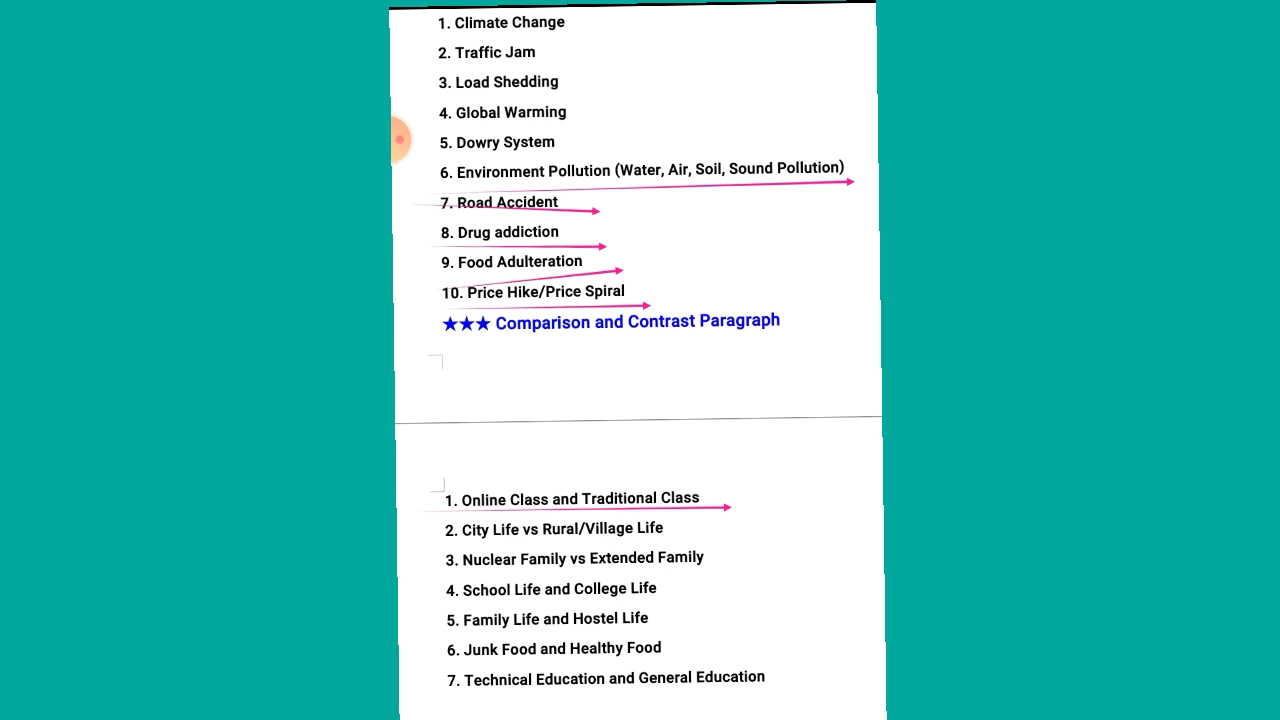 1. Climate Change
2. Traffic Jam
3. Load Shedding
4. Global Warming
5. Dowry System
6. Environment Pollution (Water, Air, Soil, Sound Pollution)
7. Road Accident
8. Drug addiction
9. Food Adulteration
10. Price Hike/Price Spiral
★★★ Comparison and Contrast Paragraph
1. Online Class and Traditional Class
2. City Life vs Rural/Village Life
3. Nuclear Family vs Extended Family
4. School Life and College Life
5. Family Life and Hostel Life
6. Junk Food and Healthy Food
7. Technical Education and General Education